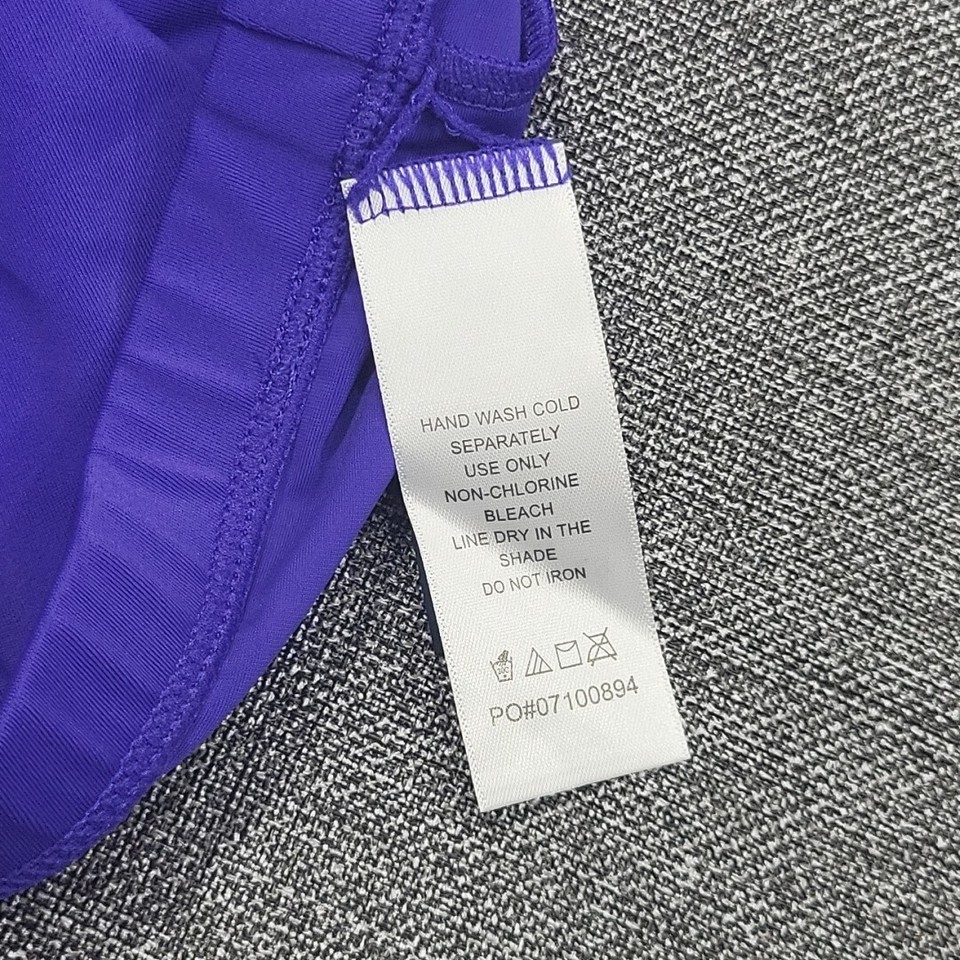 HAND WASH COLD
SEPARATELY
USE ONLY
NON-CHLORINE
BLEACH
LINE DRY IN THE
SHADE
DO NOT IRON
PO#07100894